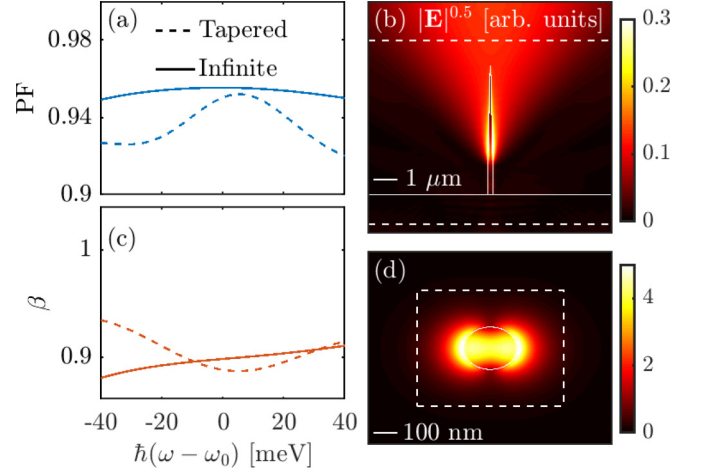 (a)
Tapered
Infinite
0.98
0.94
0.9
PF
(b)
|E|^0.5 [arb. units]
1 μm
0.3
0.2
0.1
0
(c)
1
0.9
β
-40
-20
0
20
40
ħ(ω − ω₀) [meV]
(d)
100 nm
4
2
0